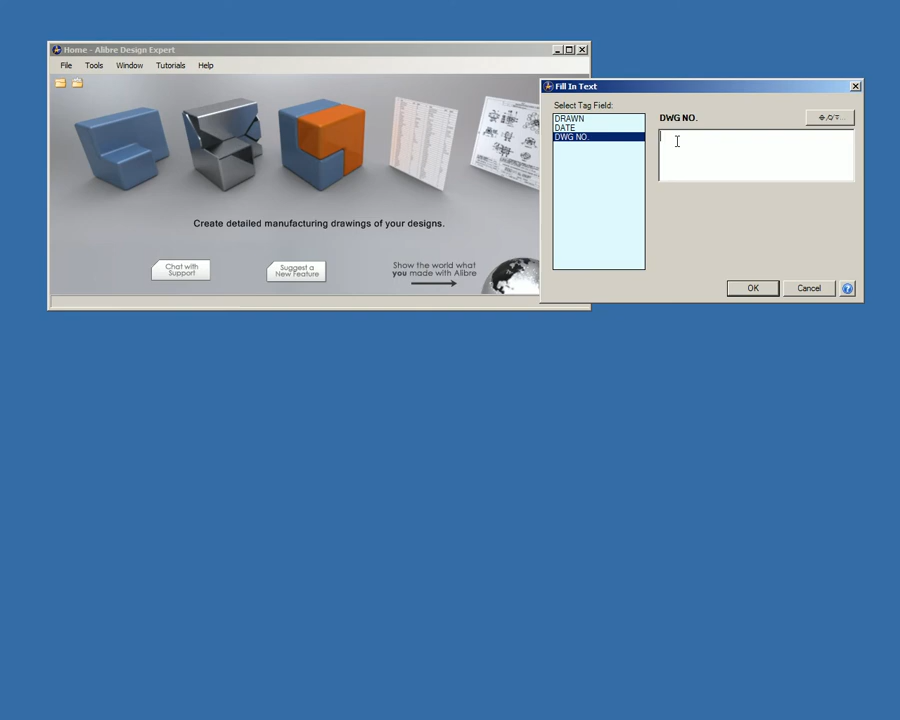 Home - Alibre Design Expert
File Tools Window Tutorials Help
Create detailed manufacturing drawings of your designs.
Chat with
Support
Suggest a
New Feature
Show the world what
you made with Alibre
Fill In Text
Select Tag Field:
DRAWN
DATE
DWG NO.
DWG NO.
OK Cancel